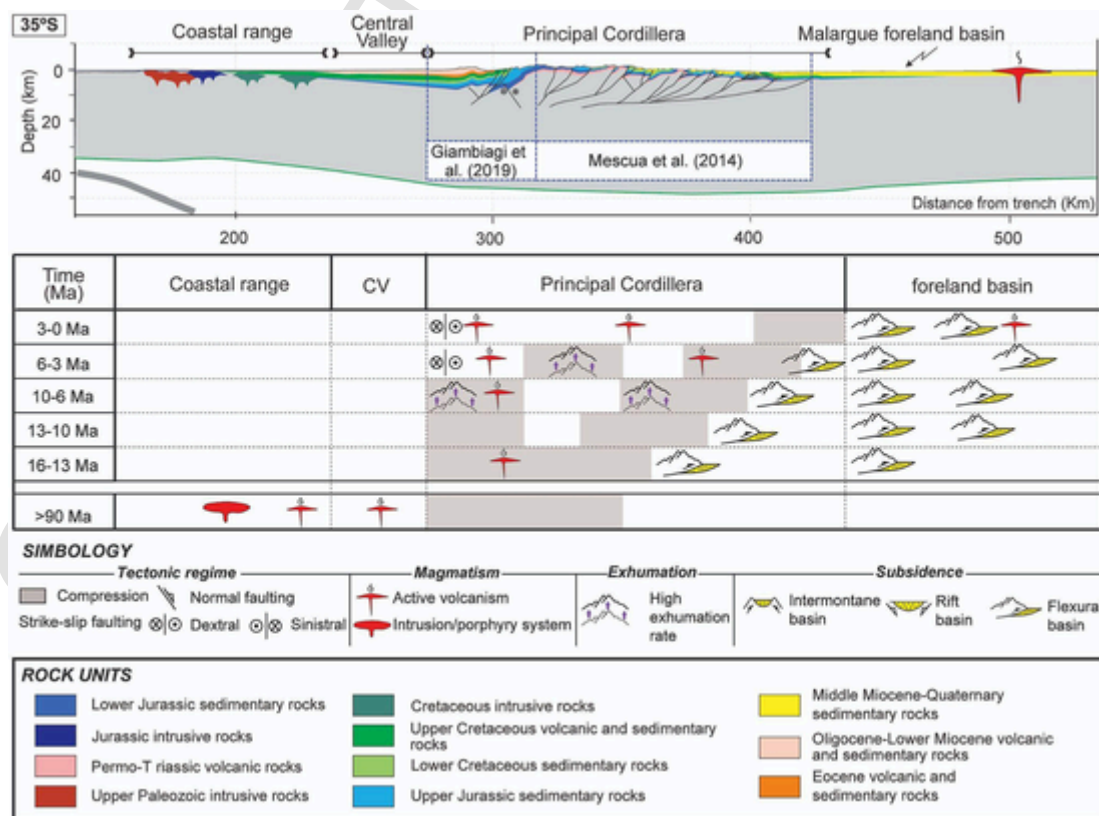 35ºS
Coastal range
Central
Valley
Principal Cordillera
Malargue foreland basin
Depth (km)
0
20
40
Giambiagi et
al. (2019)
Mescua et al. (2014)
Distance from trench (Km)
200
300
400
500
Time
(Ma)
Coastal range
CV
Principal Cordillera
foreland basin
3-0 Ma
6-3 Ma
10-6 Ma
13-10 Ma
16-13 Ma
>90 Ma
SIMBOLOGY
Tectonic regime
Compression
Normal faulting
Strike-slip faulting
Dextral
Sinistral
Magmatism
Active volcanism
Intrusion/porphyry system
Exhumation
High
exhumation
rate
Subsidence
Intermontane
basin
Rift
basin
Flexura
basin
ROCK UNITS
Lower Jurassic sedimentary rocks
Jurassic intrusive rocks
Permo-T riassic volcanic rocks
Upper Paleozoic intrusive rocks
Cretaceous intrusive rocks
Upper Cretaceous volcanic and sedimentary
rocks
Lower Cretaceous sedimentary rocks
Upper Jurassic sedimentary rocks
Middle Miocene-Quaternary
sedimentary rocks
Oligocene-Lower Miocene volcanic
and sedimentary rocks
Eocene volcanic and
sedimentary rocks